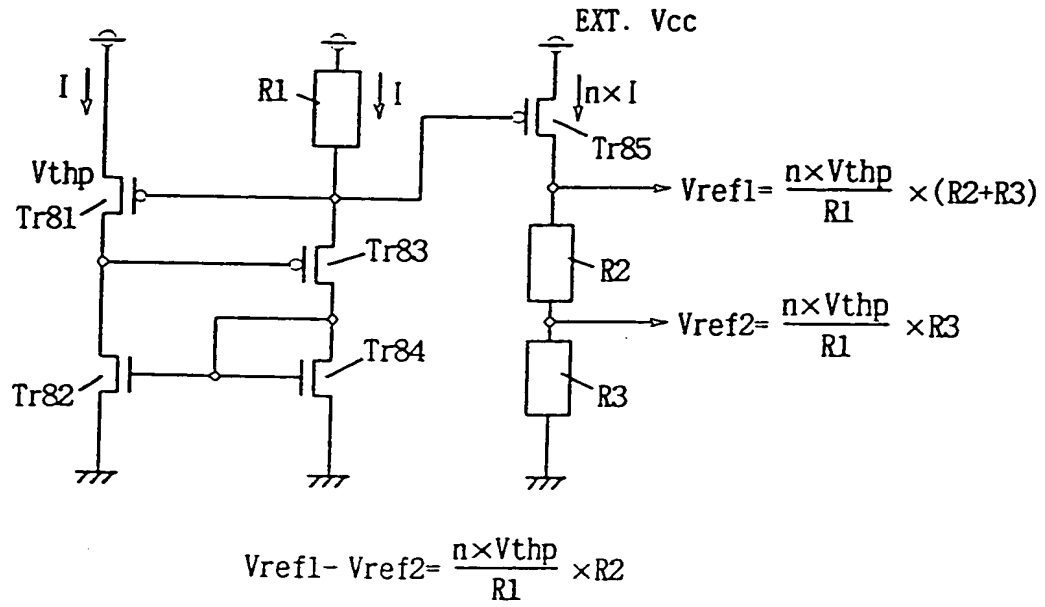 EXT. Vcc
I
R1
I
n×I
Vthp
Tr81
Tr85
Vref1= n×Vthp/R1 ×(R2+R3)
Tr83
R2
Vref2= n×Vthp/R1 ×R3
Tr84
Tr82
R3
Vref1- Vref2= n×Vthp/R1 ×R2